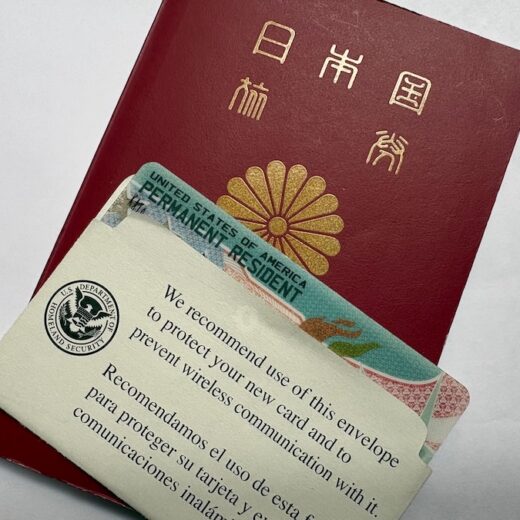 日本国
旅券
UNITED STATES OF AMERICA
PERMANENT RESIDENT
U.S. DEPARTMENT OF
HOMELAND SECURITY
We recommend use of this envelope
to protect your new card and to
prevent wireless communication with it.
Recomendamos el uso de esta
para proteger su tarjeta y
comunicaciones